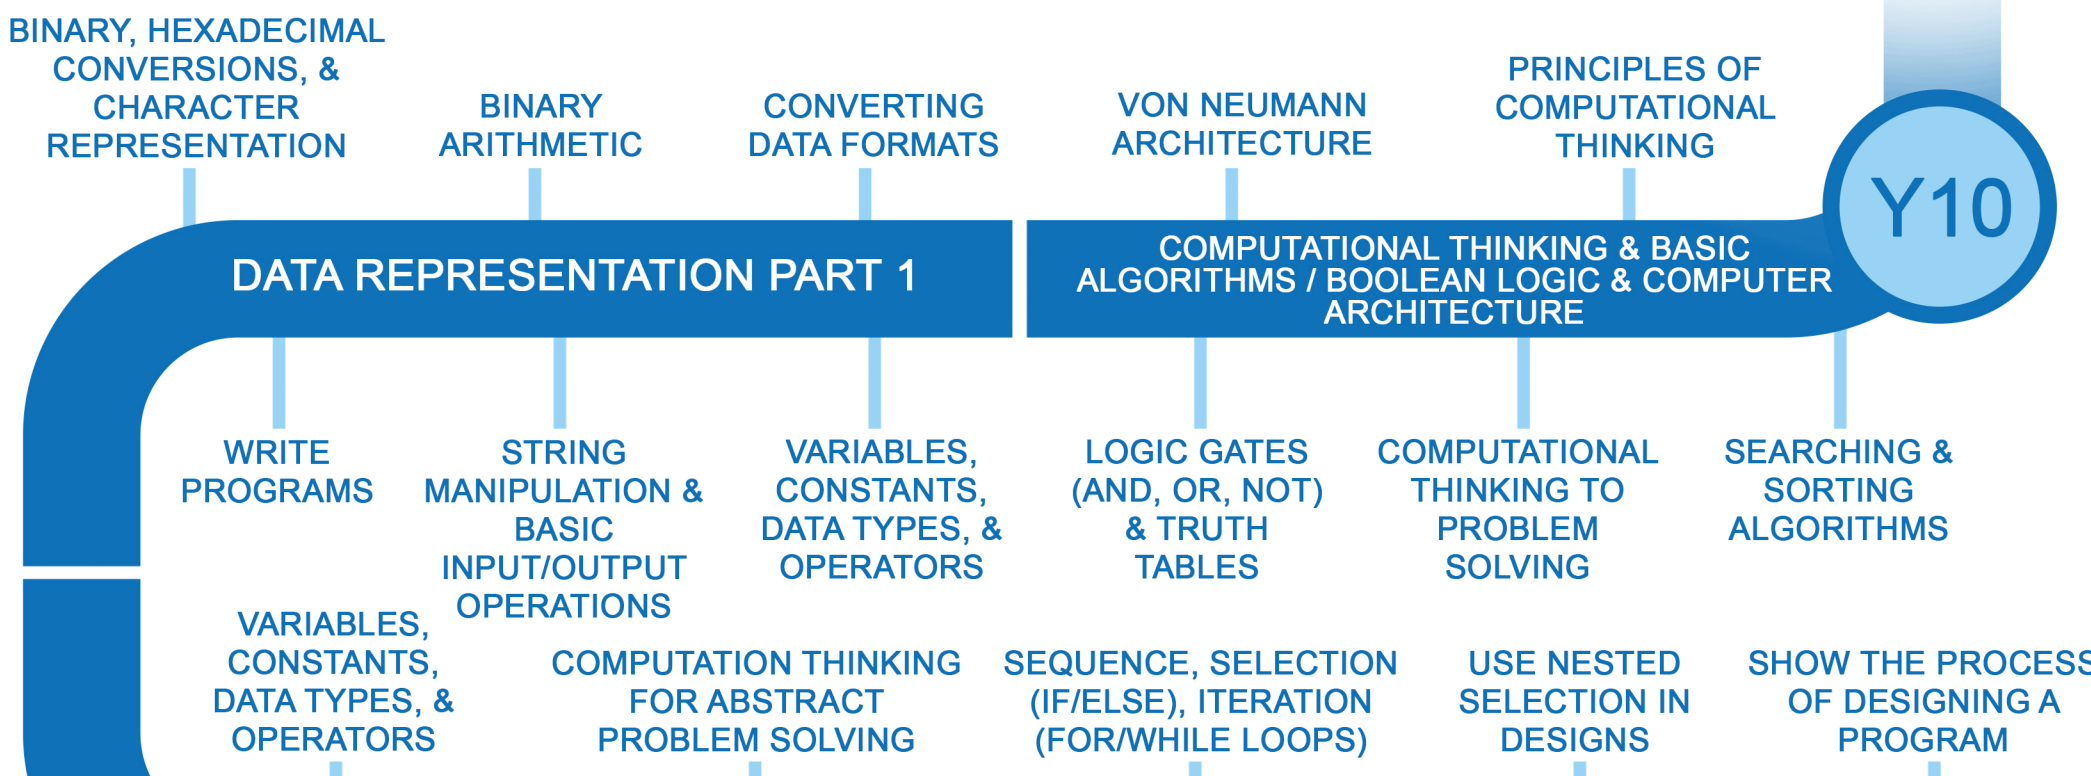 BINARY, HEXADECIMAL
CONVERSIONS, &
CHARACTER
REPRESENTATION
BINARY
ARITHMETIC
CONVERTING
DATA FORMATS
VON NEUMANN
ARCHITECTURE
PRINCIPLES OF
COMPUTATIONAL
THINKING
Y10
DATA REPRESENTATION PART 1
COMPUTATIONAL THINKING & BASIC
ALGORITHMS / BOOLEAN LOGIC & COMPUTER
ARCHITECTURE
WRITE
PROGRAMS
STRING
MANIPULATION &
BASIC
INPUT/OUTPUT
OPERATIONS
VARIABLES,
CONSTANTS,
DATA TYPES, &
OPERATORS
LOGIC GATES
(AND, OR, NOT)
& TRUTH
TABLES
COMPUTATIONAL
THINKING TO
PROBLEM
SOLVING
SEARCHING &
SORTING
ALGORITHMS
VARIABLES,
CONSTANTS,
DATA TYPES, &
OPERATORS
COMPUTATION THINKING
FOR ABSTRACT
PROBLEM SOLVING
SEQUENCE, SELECTION
(IF/ELSE), ITERATION
(FOR/WHILE LOOPS)
USE NESTED
SELECTION IN
DESIGNS
SHOW THE PROCESS
OF DESIGNING A
PROGRAM